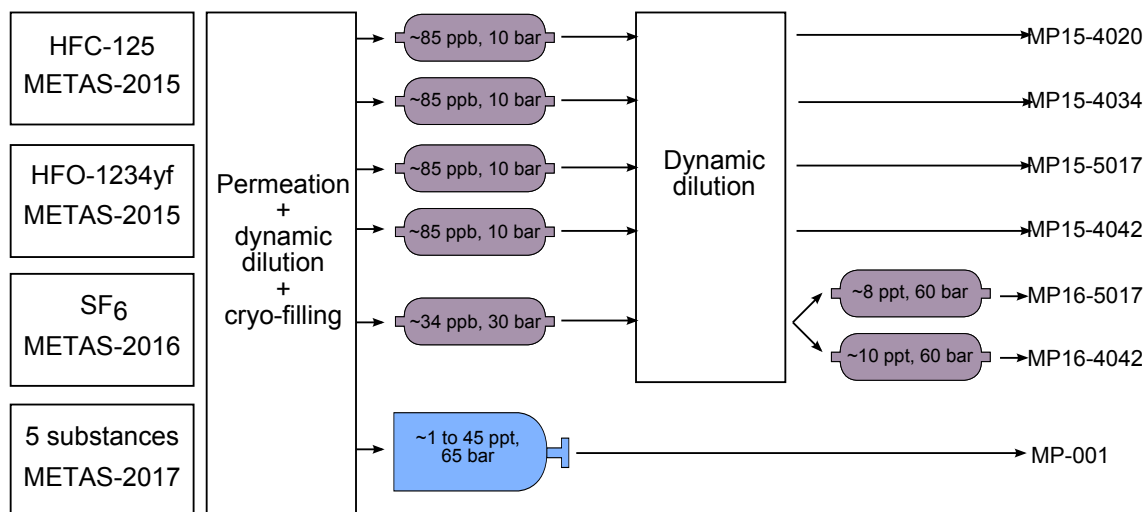 HFC-125
METAS-2015
HFO-1234yf
METAS-2015
SF6
METAS-2016
5 substances
METAS-2017
Permeation
+
dynamic
dilution
+
cryo-filling
~85 ppb, 10 bar
~85 ppb, 10 bar
~85 ppb, 10 bar
~85 ppb, 10 bar
~34 ppb, 30 bar
~1 to 45 ppt,
65 bar
Dynamic
dilution
~8 ppt, 60 bar
~10 ppt, 60 bar
MP15-4020
MP15-4034
MP15-5017
MP15-4042
MP16-5017
MP16-4042
MP-001